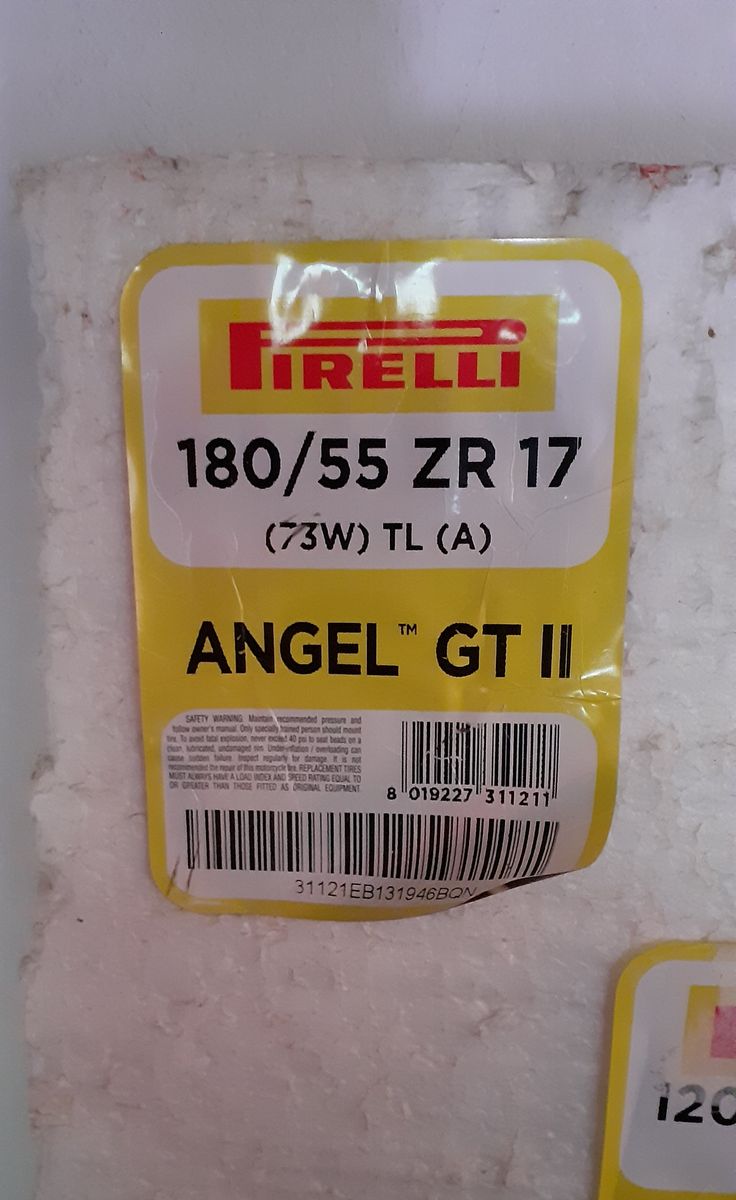 PIRELLI
180/55 ZR 17
(73W) TL (A)
ANGEL™ GT II
SAFETY WARNING. Maintain recommended pressure and
follow owner's manual. Only specially trained person should mount
tire. To avoid fatal explosion, never exceed 40 psi to seat beads on a
clean, lubricated, undamaged rim. Under-inflation / overloading can
cause sudden failure. Inspect regularly for damage. It is not
recommended the repair of this motorcycle tire. REPLACEMENT TIRES
MUST ALWAYS HAVE A LOAD INDEX AND SPEED RATING EQUAL TO
OR GREATER THAN THOSE FITTED AS ORIGINAL EQUIPMENT.
8 019227 311211
31121EB131946BQN
120